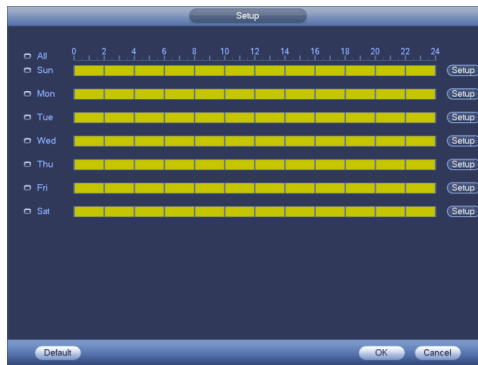 Setup
All 0 2 4 6 8 10 12 14 16 18 20 22 24
Sun Setup
Mon Setup
Tue Setup
Wed Setup
Thu Setup
Fri Setup
Sat Setup
Default OK Cancel